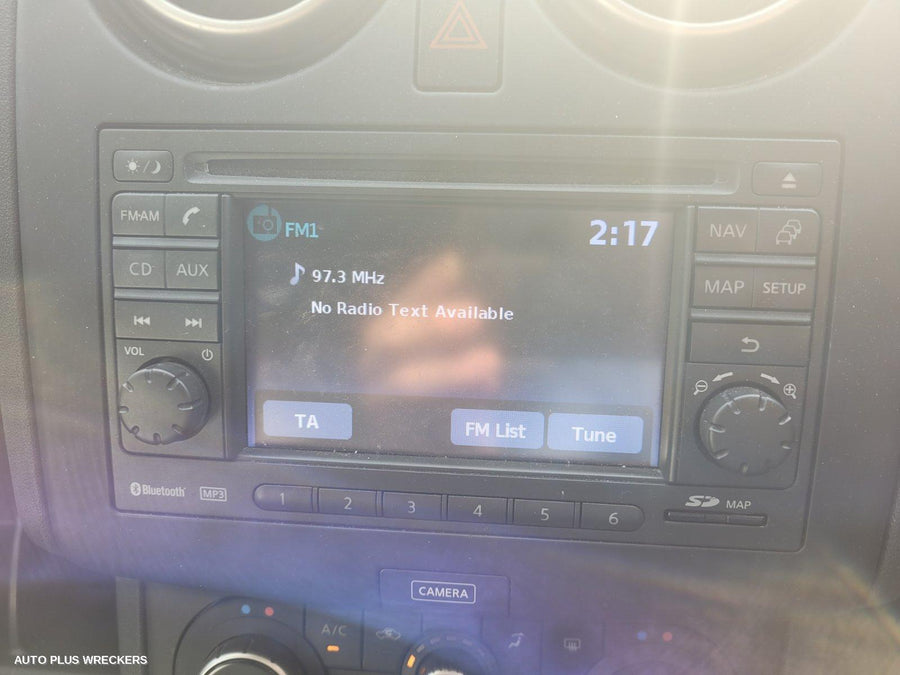 FM·AM
CD AUX
VOL
FM1
2:17
97.3 MHz
No Radio Text Available
TA
FM List
Tune
NAV
MAP SETUP
Bluetooth
MP3
1 2 3 4 5 6
SD MAP
CAMERA
A/C
AUTO PLUS WRECKERS